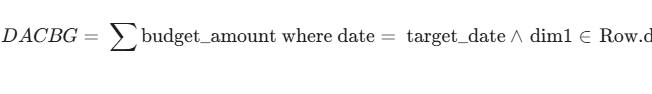 DACBG = ∑ budget_amount where date = target_date ∧ dim1 ∈ Row.d